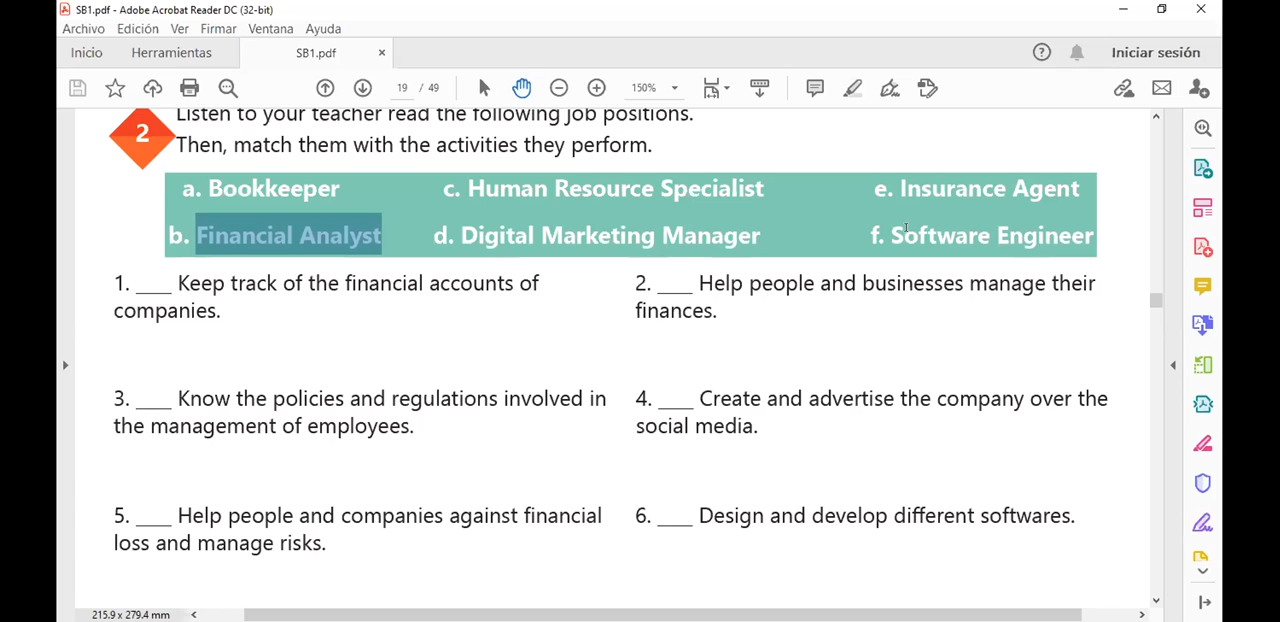 SB1.pdf - Adobe Acrobat Reader DC (32-bit)
Archivo Edición Ver Firmar Ventana Ayuda
Inicio Herramientas SB1.pdf Iniciar sesión
19 / 49 150%
2
Listen to your teacher read the following job positions.
Then, match them with the activities they perform.
a. Bookkeeper c. Human Resource Specialist e. Insurance Agent
b. Financial Analyst d. Digital Marketing Manager f. Software Engineer
1. ___ Keep track of the financial accounts of
companies.
2. ___ Help people and businesses manage their
finances.
3. ___ Know the policies and regulations involved in
the management of employees.
4. ___ Create and advertise the company over the
social media.
5. ___ Help people and companies against financial
loss and manage risks.
6. ___ Design and develop different softwares.
215.9 x 279.4 mm